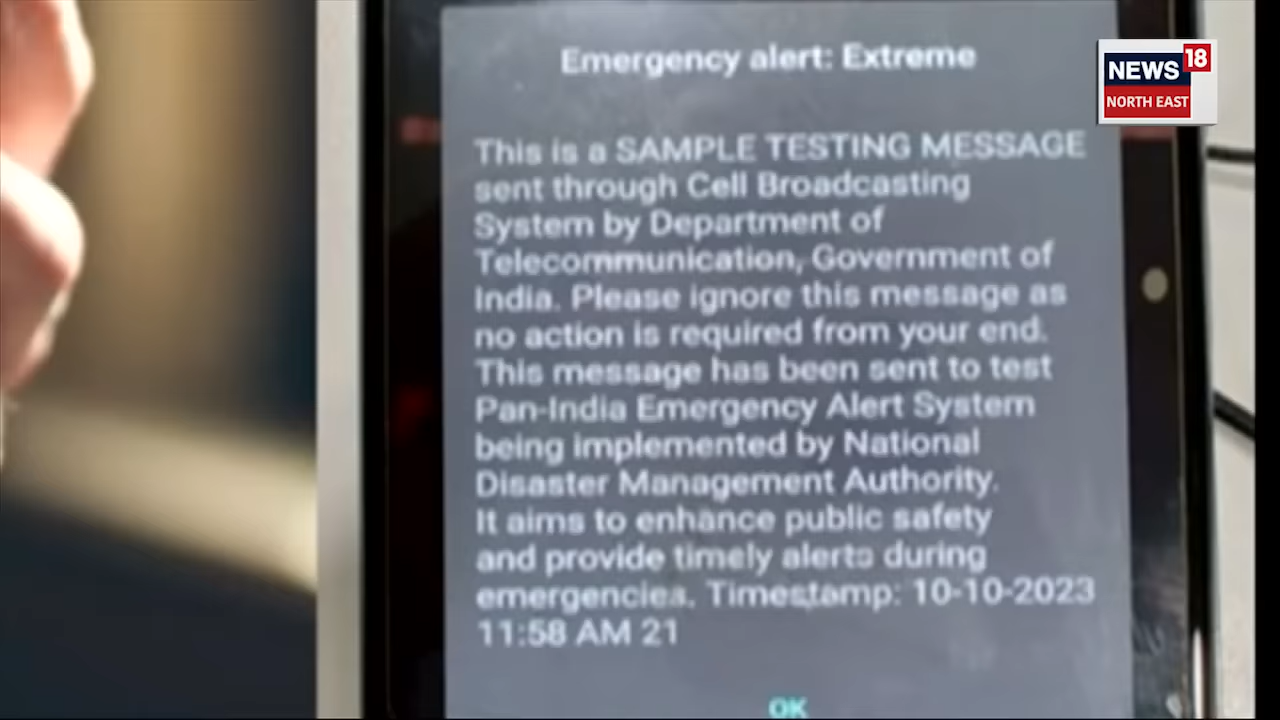 Emergency alert: Extreme
NEWS 18
NORTH EAST
This is a SAMPLE TESTING MESSAGE
sent through Cell Broadcasting
System by Department of
Telecommunication, Government of
India. Please ignore this message as
no action is required from your end.
This message has been sent to test
Pan-India Emergency Alert System
being implemented by National
Disaster Management Authority.
It aims to enhance public safety
and provide timely alerts during
emergencies. Timestamp: 10-10-2023
11:58 AM 21
OK